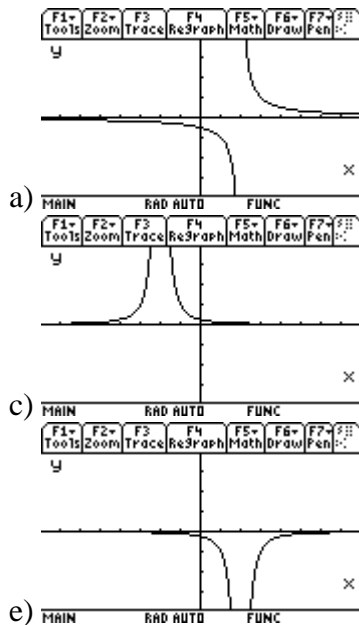 F1▾ F2▾ F3 F4 F5▾ F6▾ F7▾
Tools Zoom Trace ReGraph Math Draw Pen
y
x
a) MAIN RAD AUTO FUNC
F1▾ F2▾ F3 F4 F5▾ F6▾ F7▾
Tools Zoom Trace ReGraph Math Draw Pen
y
x
c) MAIN RAD AUTO FUNC
F1▾ F2▾ F3 F4 F5▾ F6▾ F7▾
Tools Zoom Trace ReGraph Math Draw Pen
y
x
e) MAIN RAD AUTO FUNC